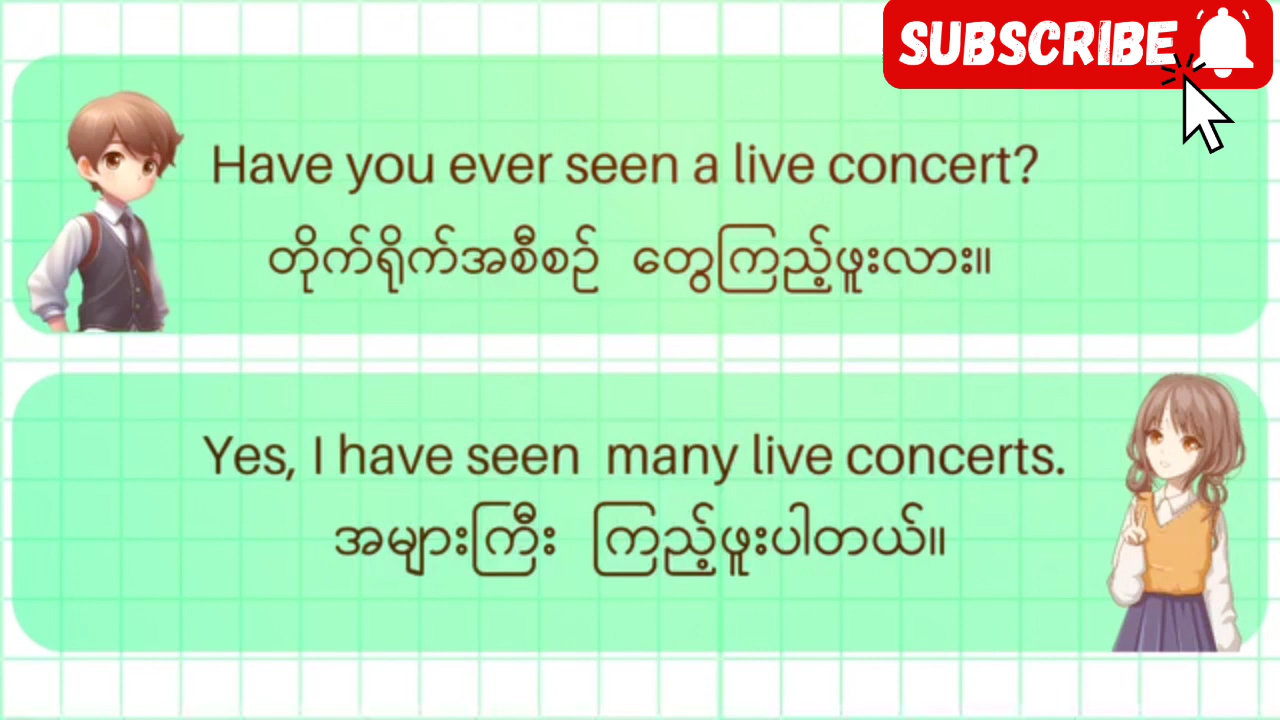 SUBSCRIBE
Have you ever seen a live concert?
တိုက်ရိုက်အစီစဉ် တွေကြည့်ဖူးလား။
Yes, I have seen many live concerts.
အများကြီး ကြည့်ဖူးပါတယ်။